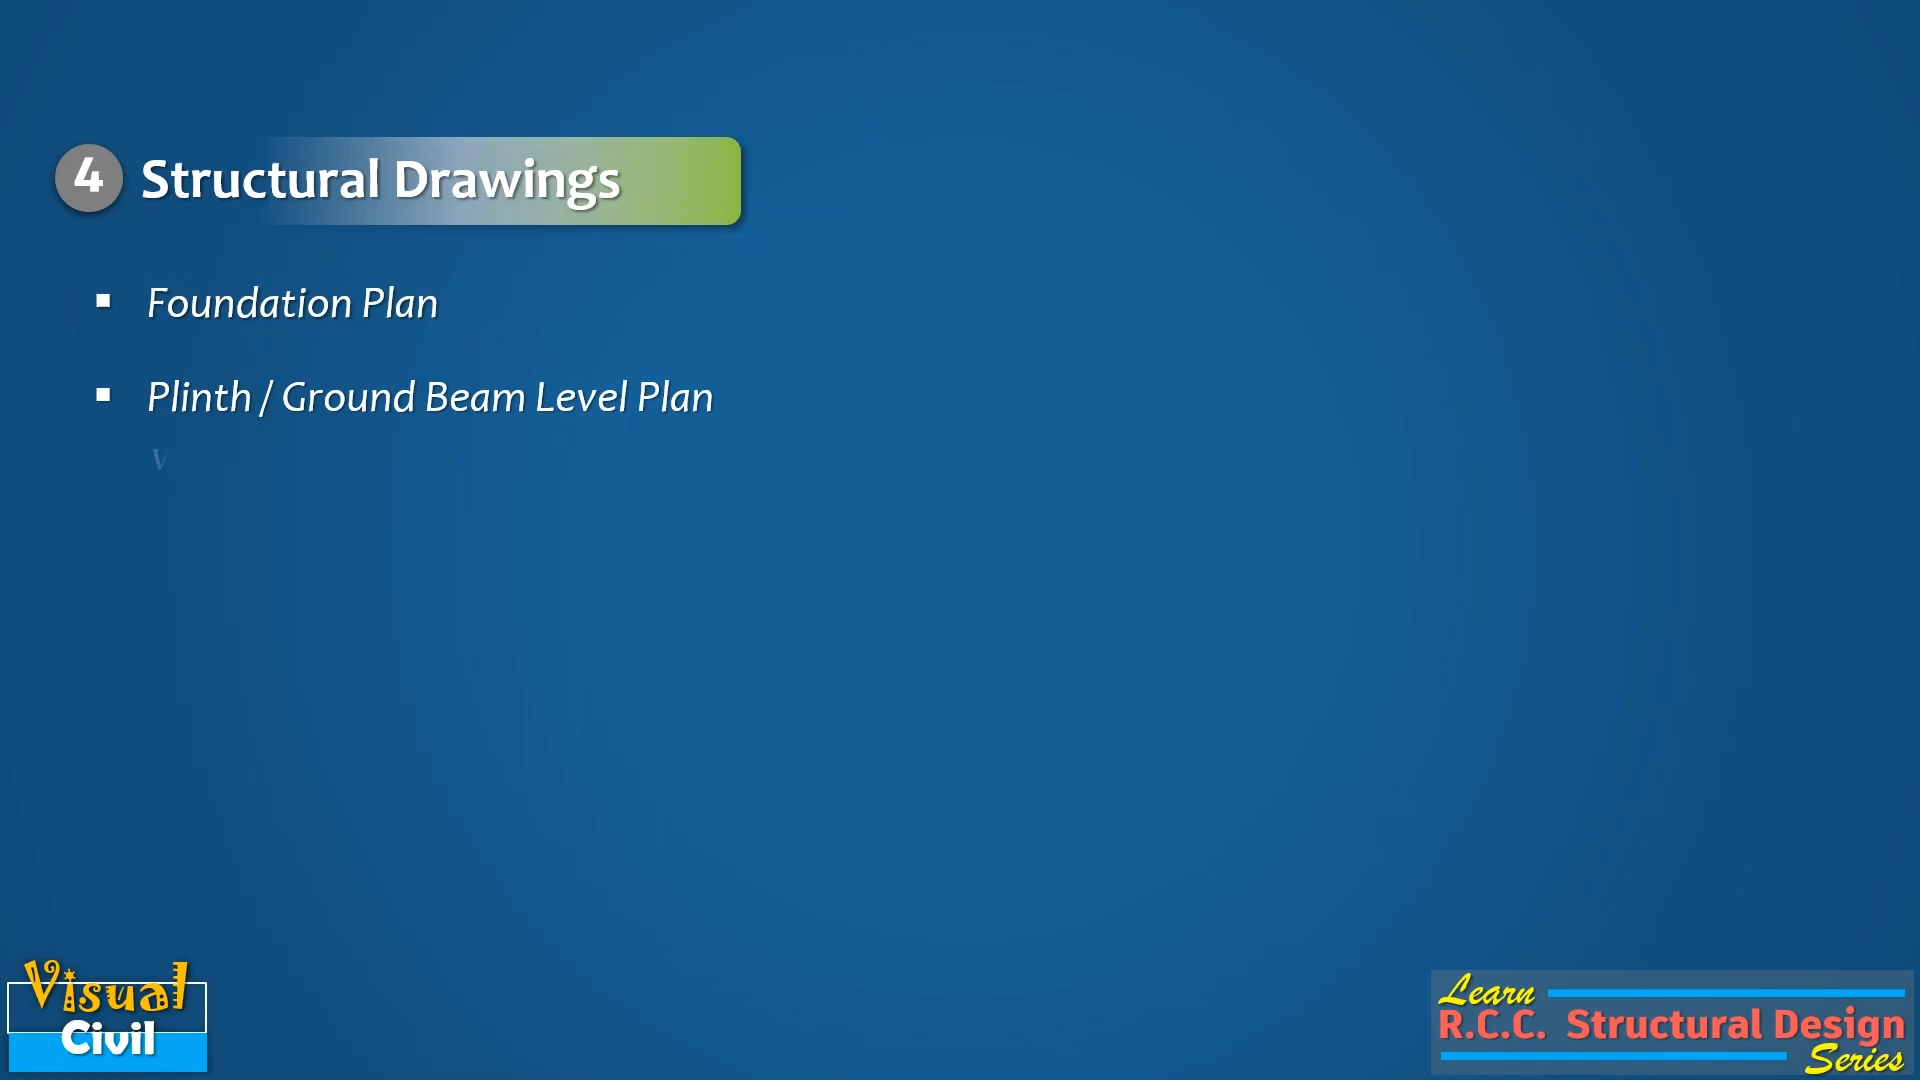 4 Structural Drawings
▪ Foundation Plan
▪ Plinth / Ground Beam Level Plan
Visual
Civil
Learn
R.C.C. Structural Design
Series